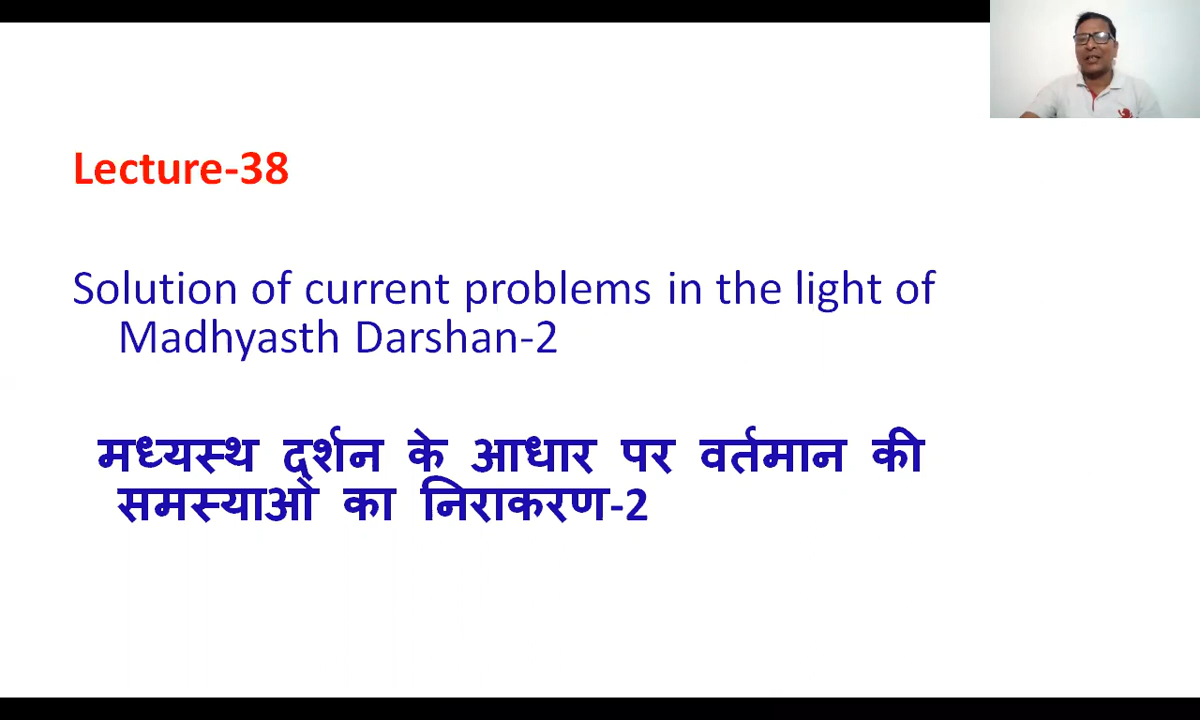 Lecture-38
Solution of current problems in the light of
Madhyasth Darshan-2
मध्यस्थ दर्शन के आधार पर वर्तमान की
समस्याओं का निराकरण-2